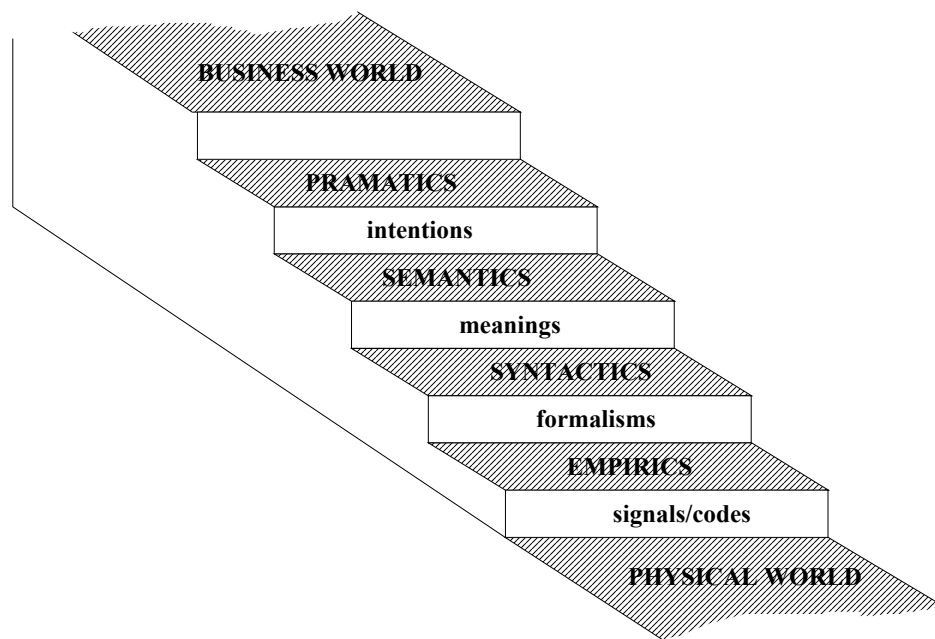 BUSINESS WORLD
PRAMATICS
intentions
SEMANTICS
meanings
SYNTACTICS
formalisms
EMPIRICS
signals/codes
PHYSICAL WORLD